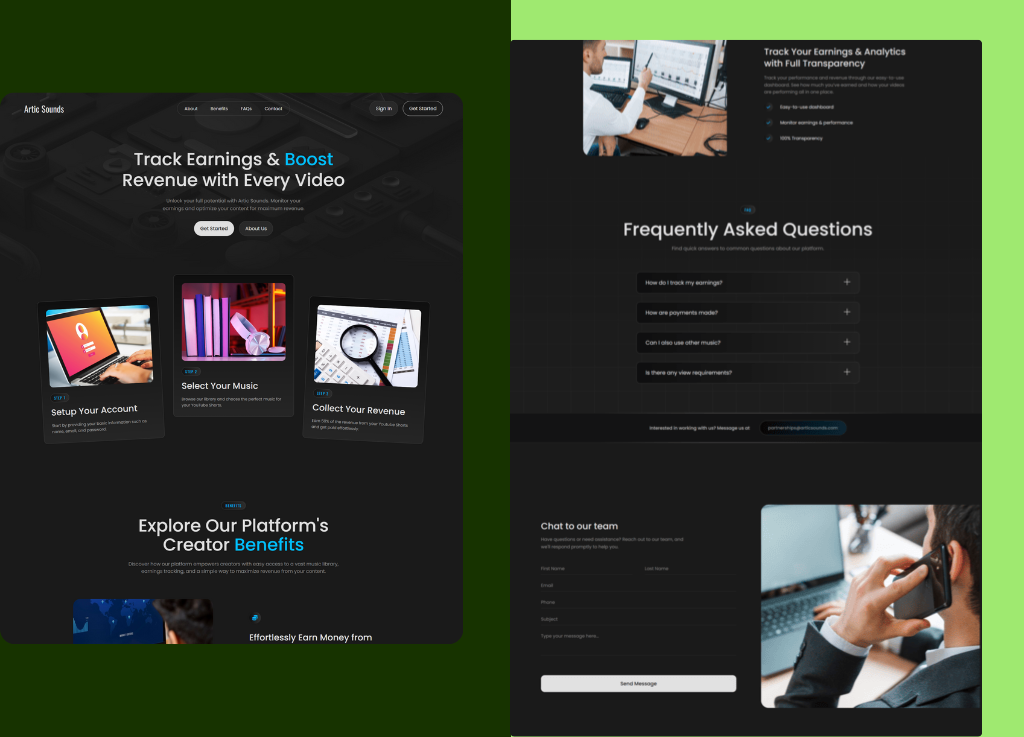 Artic Sounds
About Benefits FAQs Contact
Sign In Get Started
Track Earnings & Boost
Revenue with Every Video
Unlock your full potential with Artic Sounds. Monitor your
earnings and optimize your content for maximum revenue.
Get Started About Us
STEP 1
Setup Your Account
Start by providing your basic information such as
name, email, and password.
STEP 2
Select Your Music
Browse our library and choose the perfect music for
your Youtube Shorts.
STEP 3
Collect Your Revenue
Earn 50% of the revenue from your Youtube Shorts
and get paid effortlessly.
BENEFITS
Explore Our Platform's
Creator Benefits
Discover how our platform empowers creators with easy access to a vast music library,
earnings tracking, and a simple way to maximize revenue from your content.
Effortlessly Earn Money from
Track Your Earnings & Analytics
with Full Transparency
Track your performance and revenue through our easy-to-use
dashboard. See how much you've earned and how your videos
are performing all in one place.
Easy-to-use dashboard
Monitor earnings & performance
100% Transparency
FAQ
Frequently Asked Questions
Find quick answers to common questions about our platform.
How do I track my earnings?
How are payments made?
Can I also use other music?
Is there any view requirements?
Interested in working with us? Message us at partnerships@articsounds.com
Chat to our team
Have questions or need assistance? Reach out to our team, and
we'll respond promptly to help you.
First Name Last Name
Email
Phone
Subject
Type your message here...
Send Message